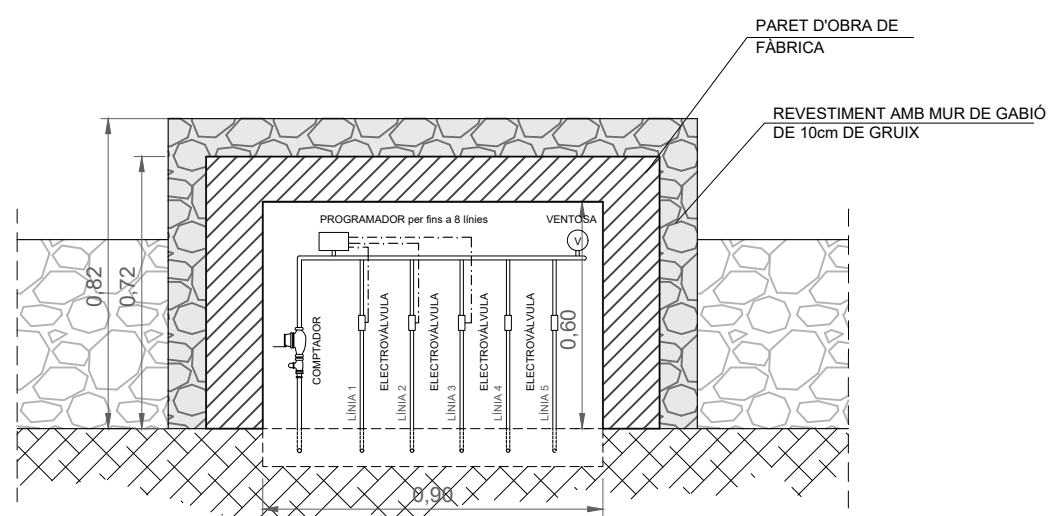 PARET D'OBRA DE
FÀBRICA
REVESTIMENT AMB MUR DE GABIÓ
DE 10cm DE GRUIX
PROGRAMADOR per fins a 8 línies
VENTOSA
V
0,82
0,72
0,60
COMPTADOR
LÍNIA 1
ELECTROVÀLVULA
LÍNIA 2
ELECTROVÀLVULA
LÍNIA 3
ELECTROVÀLVULA
LÍNIA 4
ELECTROVÀLVULA
LÍNIA 5
0,90